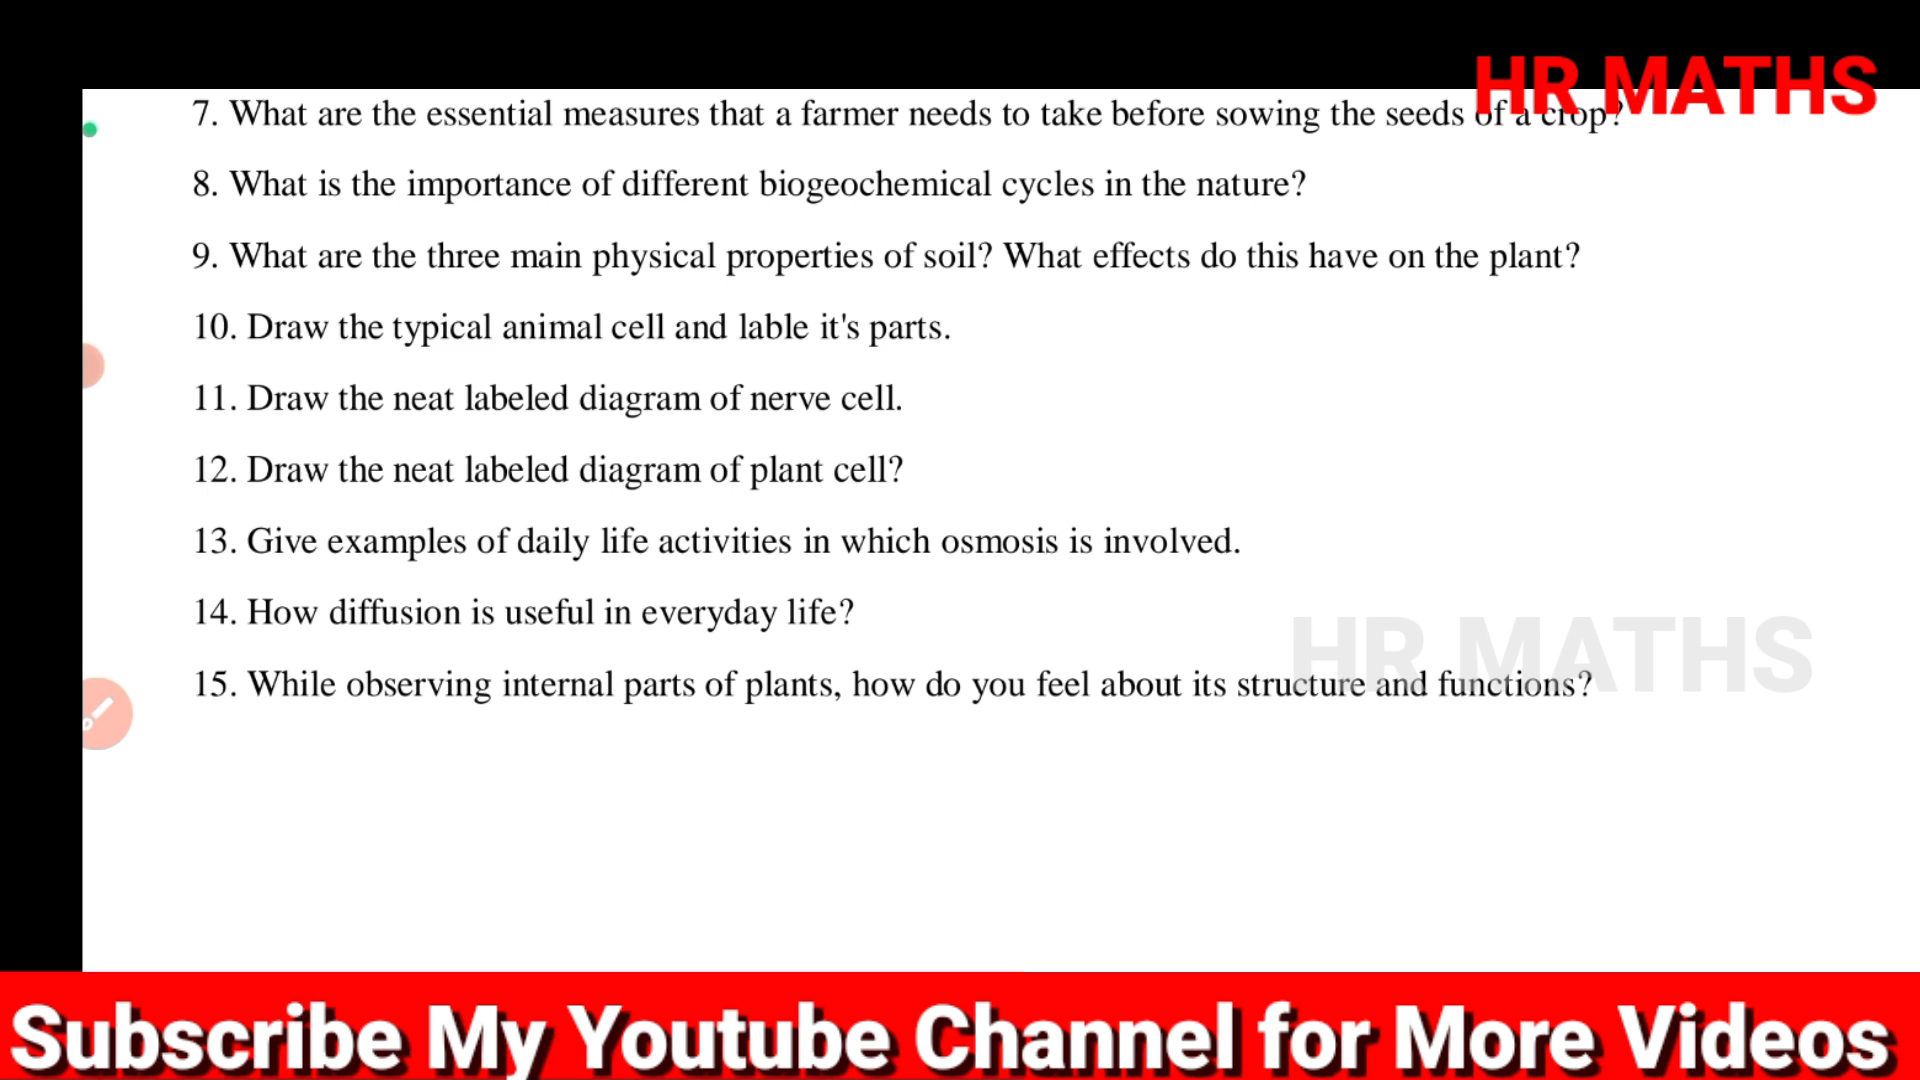 HR MATHS
7. What are the essential measures that a farmer needs to take before sowing the seeds of a crop?
8. What is the importance of different biogeochemical cycles in the nature?
9. What are the three main physical properties of soil? What effects do this have on the plant?
10. Draw the typical animal cell and lable it's parts.
11. Draw the neat labeled diagram of nerve cell.
12. Draw the neat labeled diagram of plant cell?
13. Give examples of daily life activities in which osmosis is involved.
14. How diffusion is useful in everyday life?
HR MATHS
15. While observing internal parts of plants, how do you feel about its structure and functions?
Subscribe My Youtube Channel for More Videos